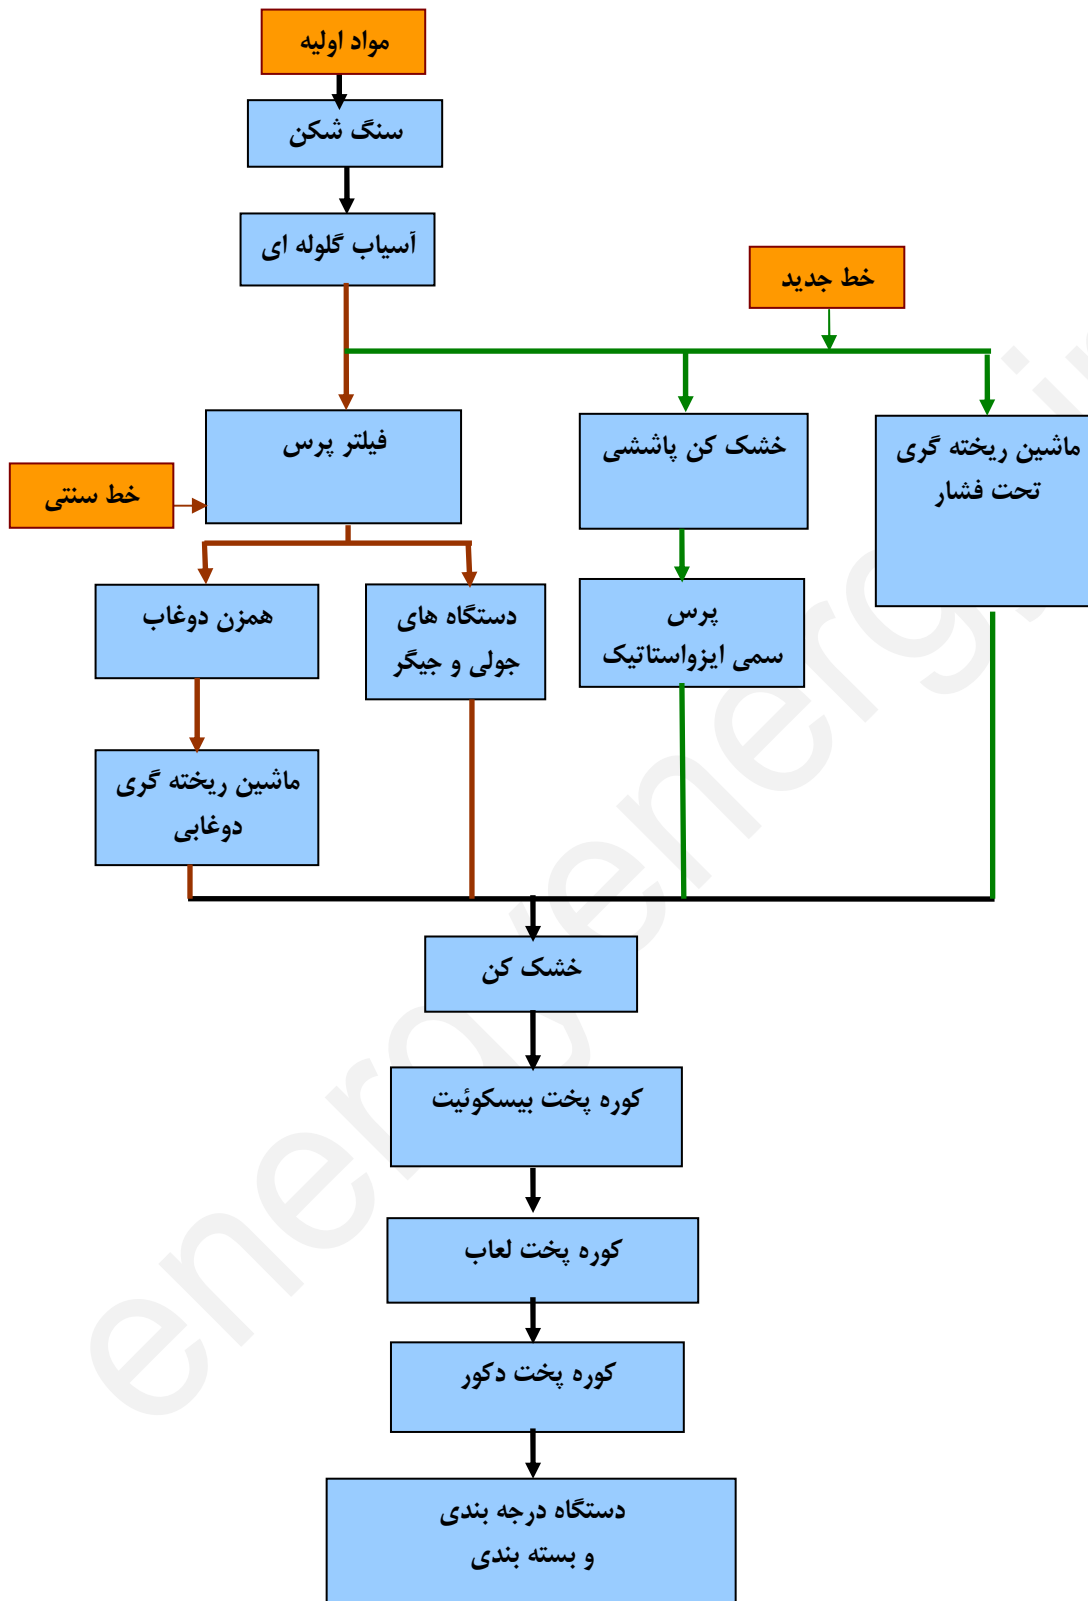 مواد اولیه
سنگ شکن
آسیاب گلوله ای
خط جدید
فیلتر پرس
خشک کن پاششی
ماشین ریخته گری
تحت فشار
خط سنتی
همزن دوغاب
دستگاه های
جولی و جیگر
پرس
سمی ایزواستاتیک
ماشین ریخته گری
دوغابی
خشک کن
کوره پخت بیسکوئیت
کوره پخت لعاب
کوره پخت دکور
دستگاه درجه بندی
و بسته بندی